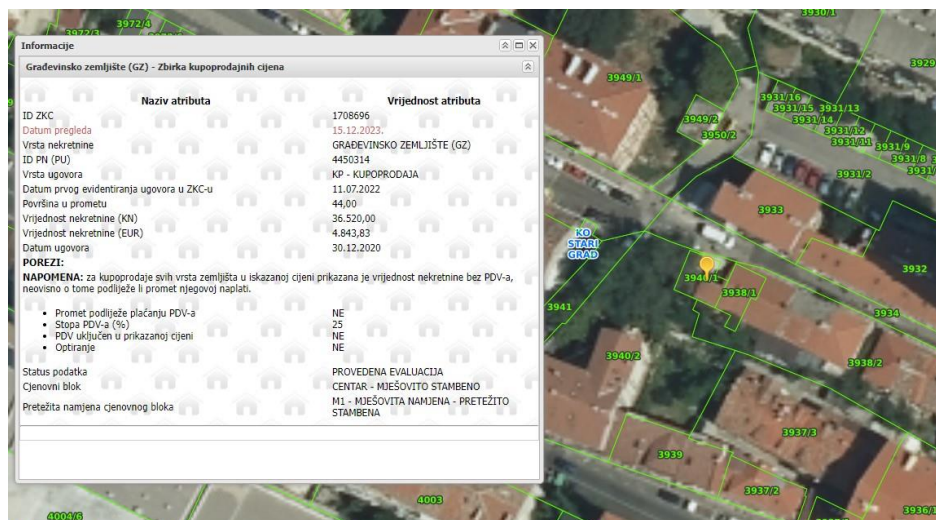 Informacije
Građevinsko zemljište (GZ) - Zbirka kupoprodajnih cijena
Naziv atributa Vrijednost atributa
ID ZKC 1708696
Datum pregleda 15.12.2023.
Vrsta nekretnine GRAĐEVINSKO ZEMLJIŠTE (GZ)
ID PN (PU) 4450314
Vrsta ugovora KP - KUPOPRODAJA
Datum prvog evidentiranja ugovora u ZKC-u 11.07.2022
Površina u prometu 44,00
Vrijednost nekretnine (KN) 36.520,00
Vrijednost nekretnine (EUR) 4.843,83
Datum ugovora 30.12.2020
POREZI:
NAPOMENA: za kupoprodaje svih vrsta zemljišta u iskazanoj cijeni prikazana je vrijednost nekretnine bez PDV-a,
neovisno o tome podliježe li promet njegovoj naplati.
• Promet podliježe plaćanju PDV-a NE
• Stopa PDV-a (%) 25
• PDV uključen u prikazanoj cijeni NE
• Optiranje NE
Status podatka PROVEDENA EVALUACIJA
Cjenovni blok CENTAR - MJEŠOVITO STAMBENO
Pretežita namjena cjenovnog bloka M1 - MJEŠOVITA NAMJENA - PRETEŽITO
STAMBENA
3972/3
3972/4
3930/1
3929
3949/1
3931/16
3931/15
3931/13
3931/14
3949/2
3931/12
3950/2
3931/11
3931/9
3931/8
3931/2
3933
KO
STARI
GRAD
3932
3940/1
3938/1
3941
3934
3940/2
3938/2
3937/3
3939
3937/2
4003
3936/1
4004/6